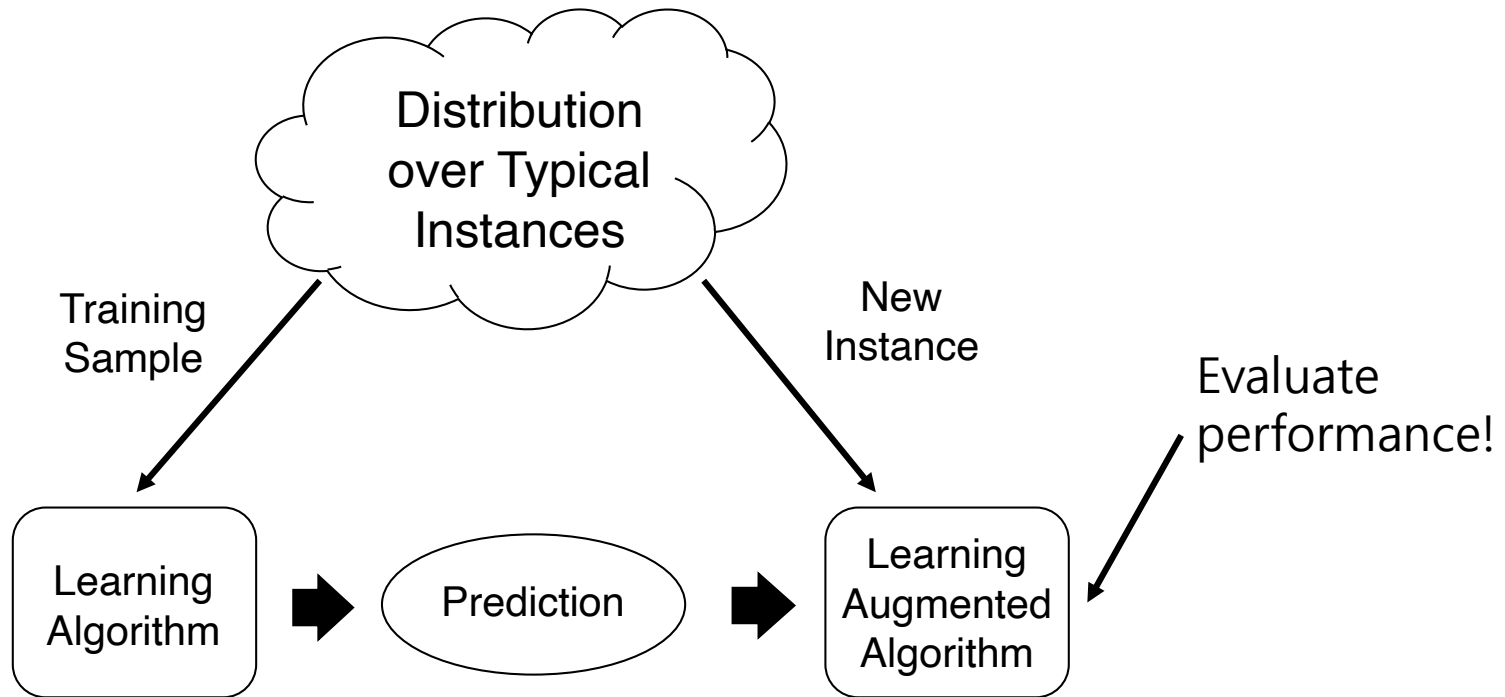 Distribution
over Typical
Instances
Training
Sample
New
Instance
Evaluate
performance!
Learning
Algorithm
Prediction
Learning
Augmented
Algorithm